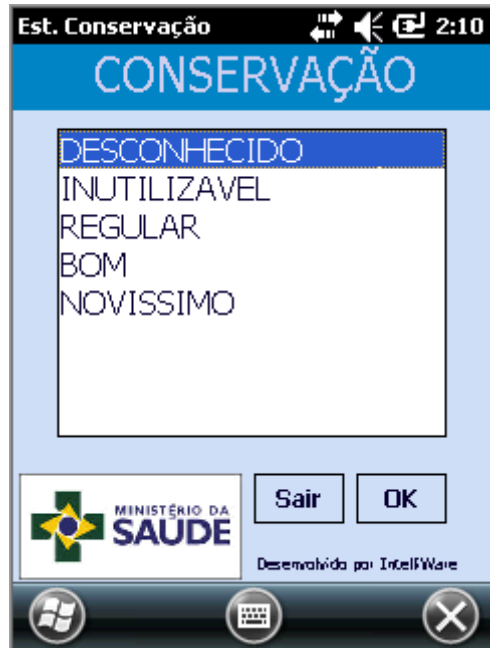 Est. Conservação 2:10
CONSERVAÇÃO
DESCONHECIDO
INUTILIZAVEL
REGULAR
BOM
NOVISSIMO
MINISTÉRIO DA
SAÚDE
Sair OK
Desenvolvido por IntelliWare